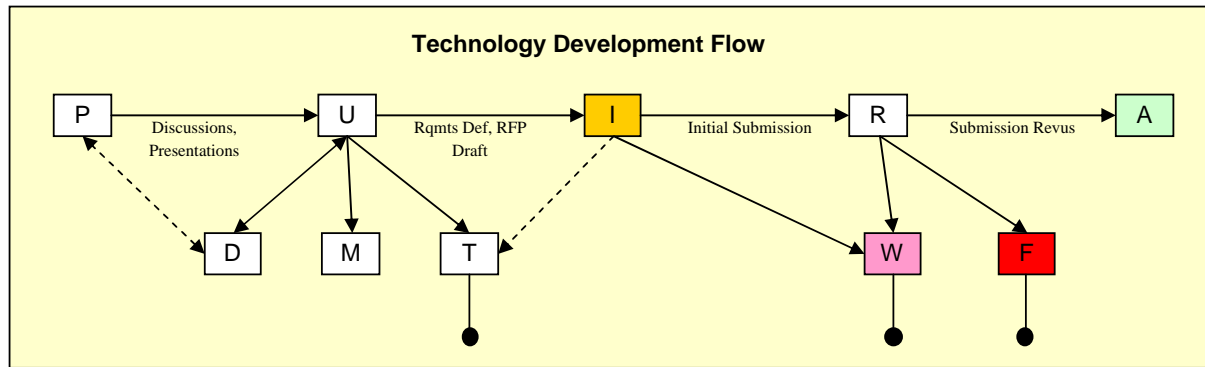 Technology Development Flow
P
U
I
R
A
Discussions,
Presentations
Rqmts Def, RFP
Draft
Initial Submission
Submission Revus
D
M
T
W
F